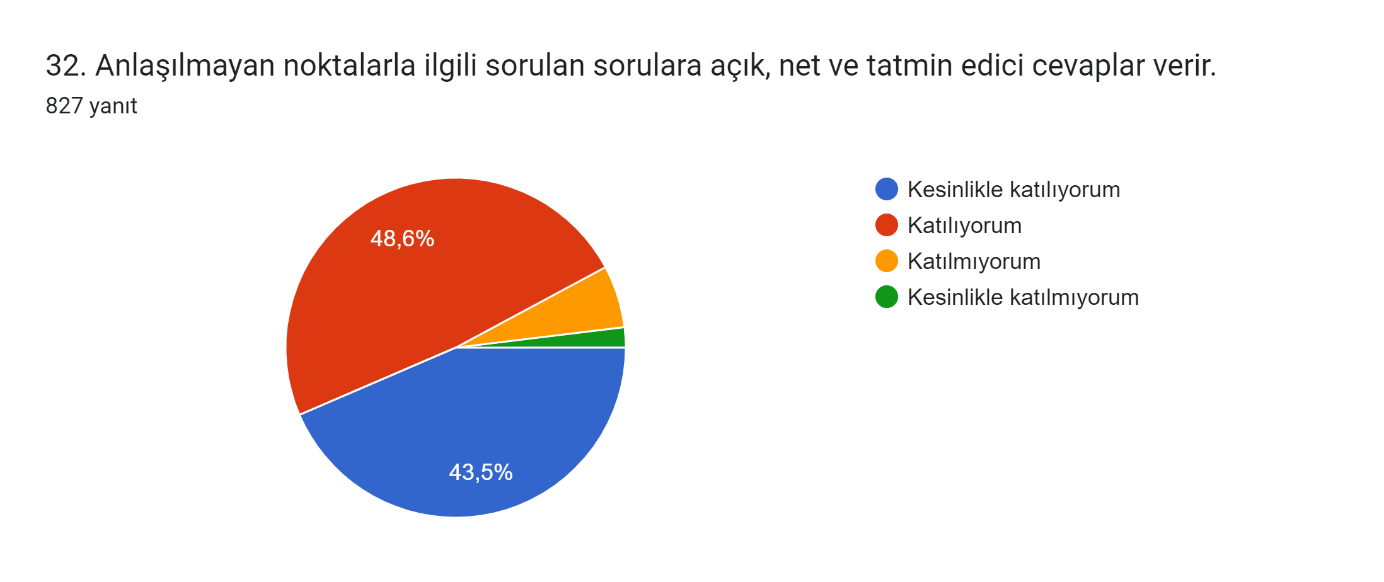 32. Anlaşılmayan noktalarla ilgili sorulan sorulara açık, net ve tatmin edici cevaplar verir.
827 yanıt
Kesinlikle katılıyorum
Katılıyorum
Katılmıyorum
Kesinlikle katılmıyorum
48,6%
43,5%